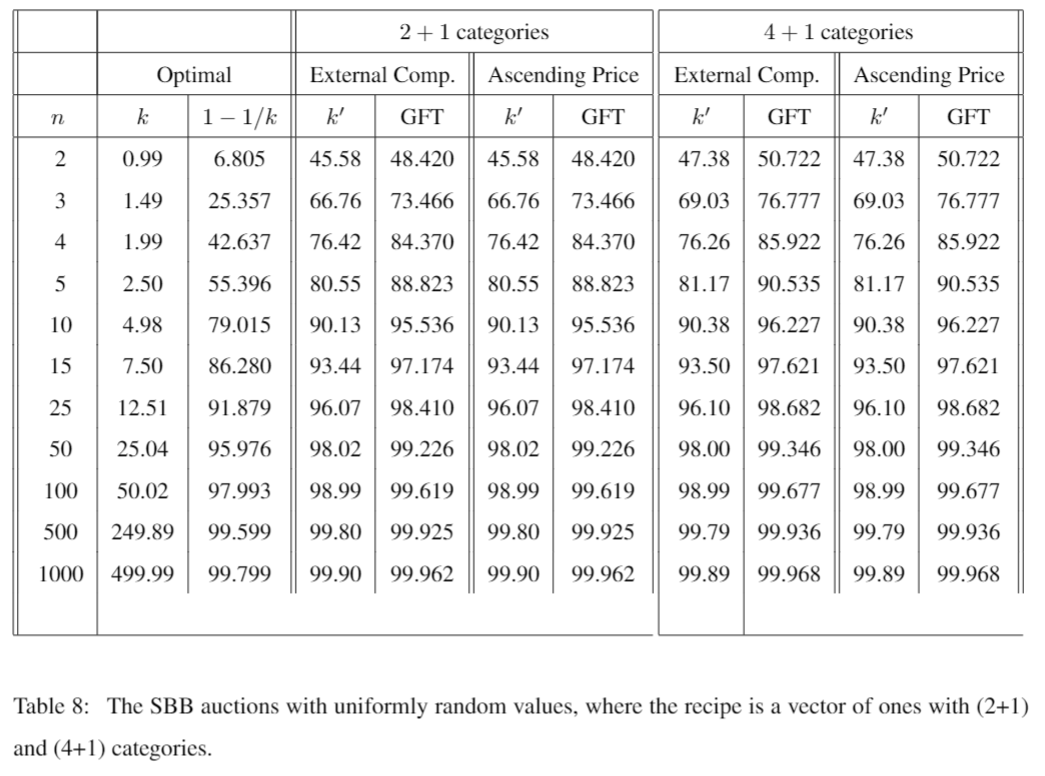 2 + 1 categories 4 + 1 categories
Optimal External Comp. Ascending Price External Comp. Ascending Price
n k 1 − 1/k k′ GFT k′ GFT k′ GFT k′ GFT
2 0.99 6.805 45.58 48.420 45.58 48.420 47.38 50.722 47.38 50.722
3 1.49 25.357 66.76 73.466 66.76 73.466 69.03 76.777 69.03 76.777
4 1.99 42.637 76.42 84.370 76.42 84.370 76.26 85.922 76.26 85.922
5 2.50 55.396 80.55 88.823 80.55 88.823 81.17 90.535 81.17 90.535
10 4.98 79.015 90.13 95.536 90.13 95.536 90.38 96.227 90.38 96.227
15 7.50 86.280 93.44 97.174 93.44 97.174 93.50 97.621 93.50 97.621
25 12.51 91.879 96.07 98.410 96.07 98.410 96.10 98.682 96.10 98.682
50 25.04 95.976 98.02 99.226 98.02 99.226 98.00 99.346 98.00 99.346
100 50.02 97.993 98.99 99.619 98.99 99.619 98.99 99.677 98.99 99.677
500 249.89 99.599 99.80 99.925 99.80 99.925 99.79 99.936 99.79 99.936
1000 499.99 99.799 99.90 99.962 99.90 99.962 99.89 99.968 99.89 99.968
Table 8: The SBB auctions with uniformly random values, where the recipe is a vector of ones with (2+1)
and (4+1) categories.